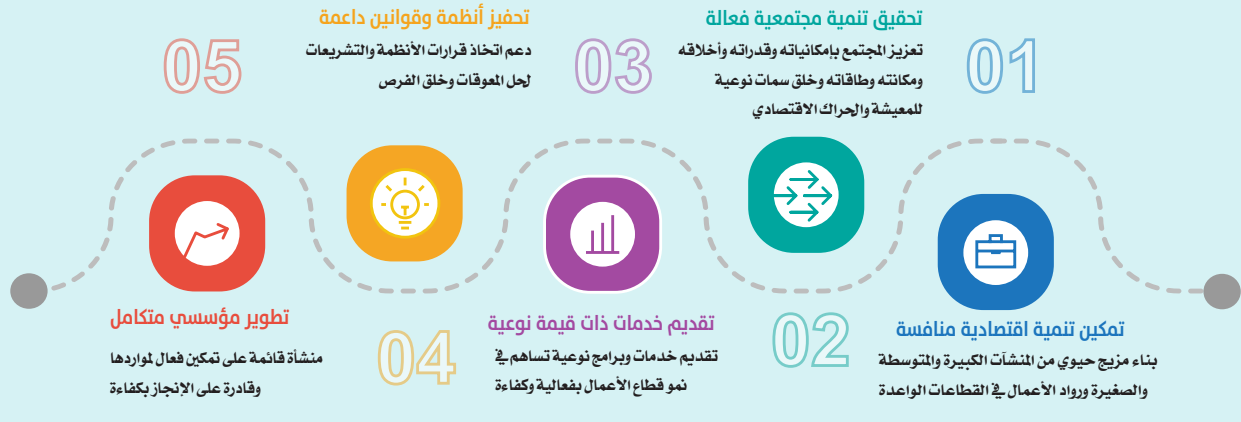 01
تمكين تنمية اقتصادية منافسة
بناء مزيج حيوي من المنشآت الكبيرة والمتوسطة
والصغيرة ورواد الأعمال في القطاعات الواعدة
02
تحقيق تنمية مجتمعية فعالة
تعزيز المجتمع بإمكانياته وقدراته وأخلاقه
ومكانته وطاقاته وخلق سمات نوعية
للمعيشة والحراك الاقتصادي
03
تقديم خدمات ذات قيمة نوعية
تقديم خدمات وبرامج نوعية تساهم في
نمو قطاع الأعمال بفعالية وكفاءة
04
تحفيز أنظمة وقوانين داعمة
دعم اتخاذ قرارات الأنظمة والتشريعات
لحل المعوقات وخلق الفرص
05
تطوير مؤسسي متكامل
منشأة قائمة على تمكين فعال لمواردها
وقادرة على الإنجاز بكفاءة